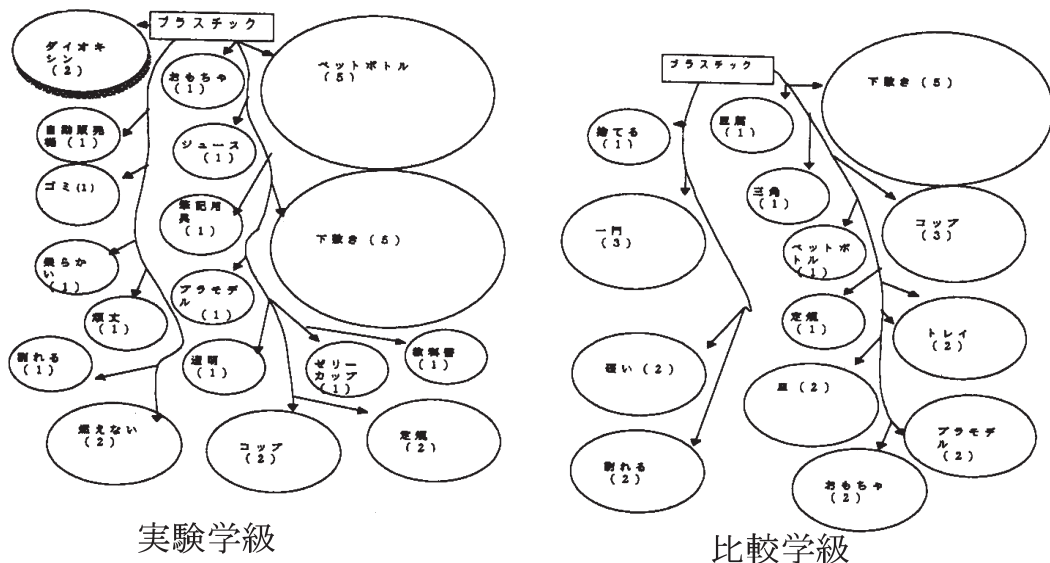 プラスチック
ダイオキ
シン
(2)
おもちゃ
(1)
ペットボトル
(5)
自動販売
機(1)
ジュース
(1)
ゴミ(1)
筆記用
具
(1)
下敷き(5)
柔らか
い
(1)
プラモデ
ル
(1)
頑丈
(1)
割れる
(1)
透明
(1)
ゼリー
カップ
(1)
教科書
(1)
燃えない
(2)
コップ
(2)
定規
(2)
実験学級
プラスチック
下敷き(5)
捨てる
(1)
(1)
三角
(1)
一門
(3)
コップ
(3)
ペットボ
トル
(1)
定規
(1)
トレイ
(2)
硬い(2)
皿(2)
プラモデ
ル
(2)
割れる
(2)
おもちゃ
(2)
比較学級